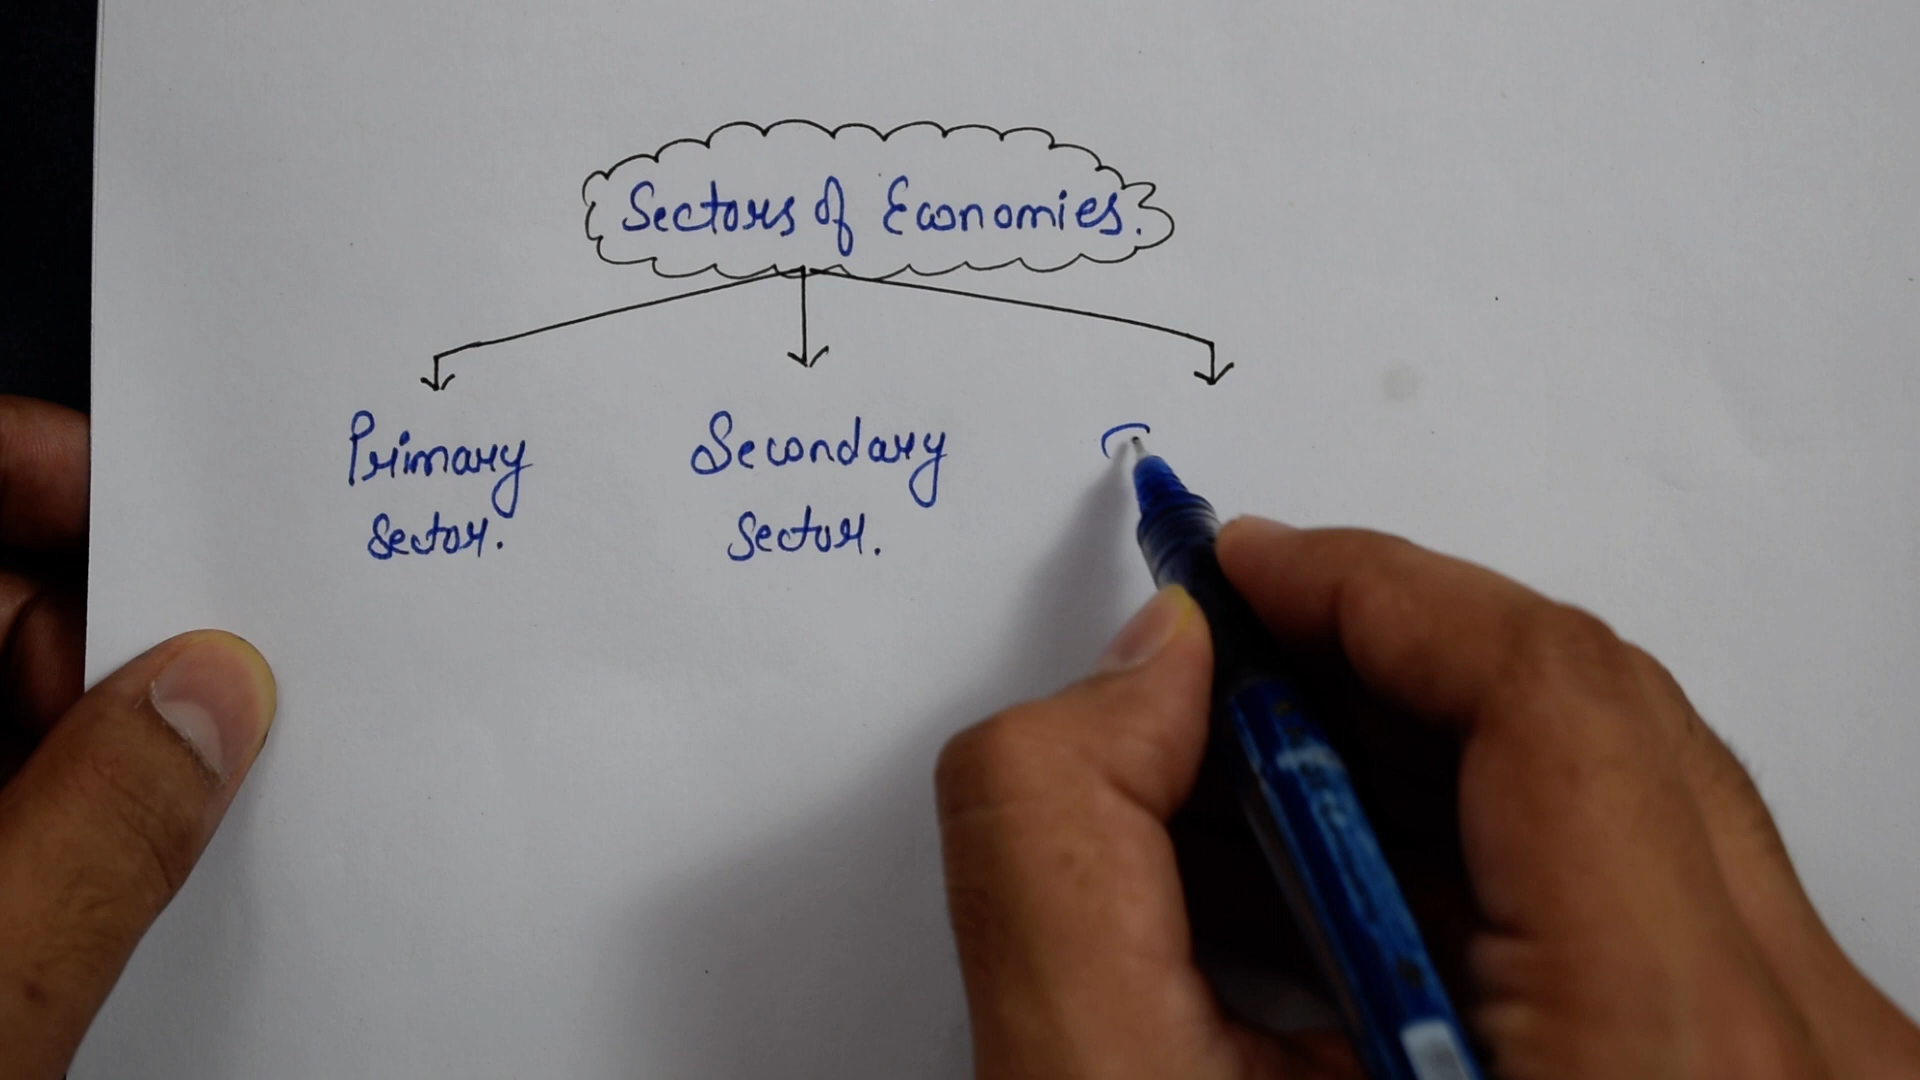 Sectors of Economies.
Primary
Sector.
Secondary
Sector.